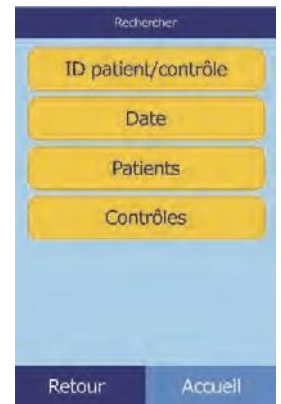 Rechercher
ID patient/contrôle
Date
Patients
Contrôles
Retour Accueil